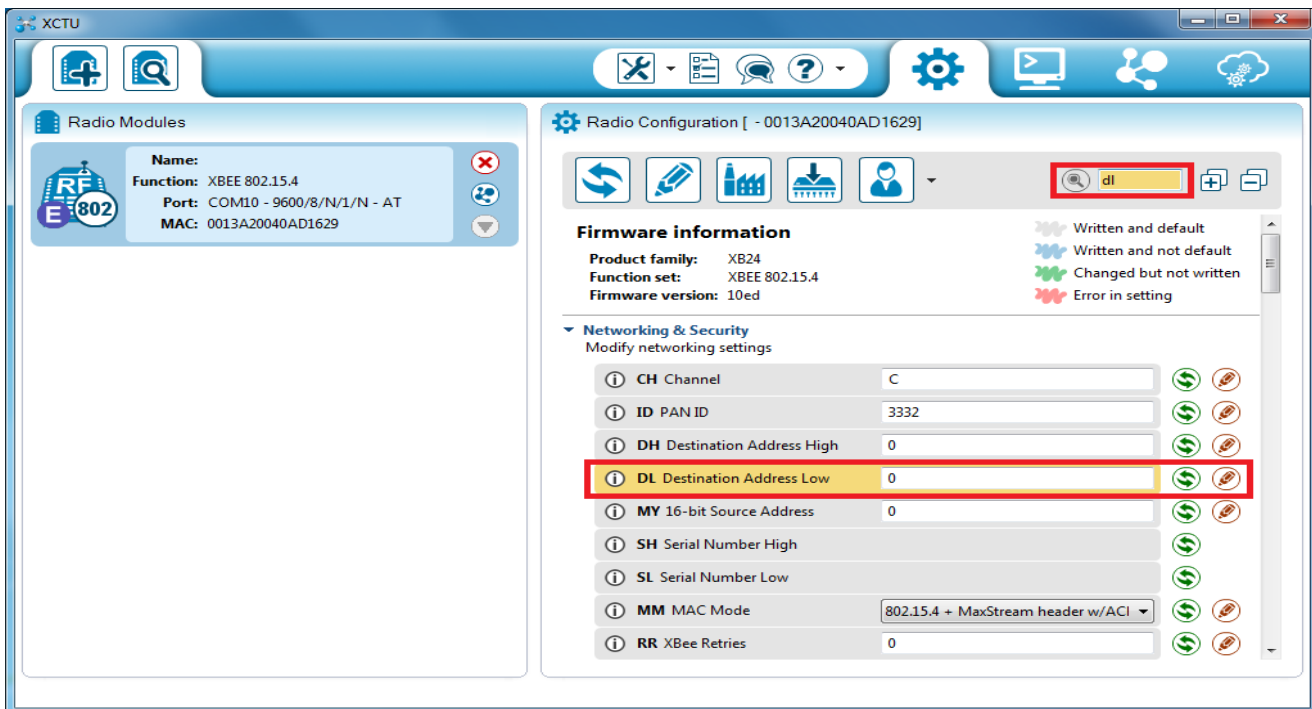 XCTU
Radio Modules
Name:
Function: XBEE 802.15.4
Port: COM10 - 9600/8/N/1/N - AT
MAC: 0013A20040AD1629
RF
E 802
Radio Configuration [ - 0013A20040AD1629]
dl
Firmware information
Product family: XB24
Function set: XBEE 802.15.4
Firmware version: 10ed
Written and default
Written and not default
Changed but not written
Error in setting
Networking & Security
Modify networking settings
i CH Channel C
i ID PAN ID 3332
i DH Destination Address High 0
i DL Destination Address Low 0
i MY 16-bit Source Address 0
i SH Serial Number High
i SL Serial Number Low
i MM MAC Mode 802.15.4 + MaxStream header w/ACI
i RR XBee Retries 0